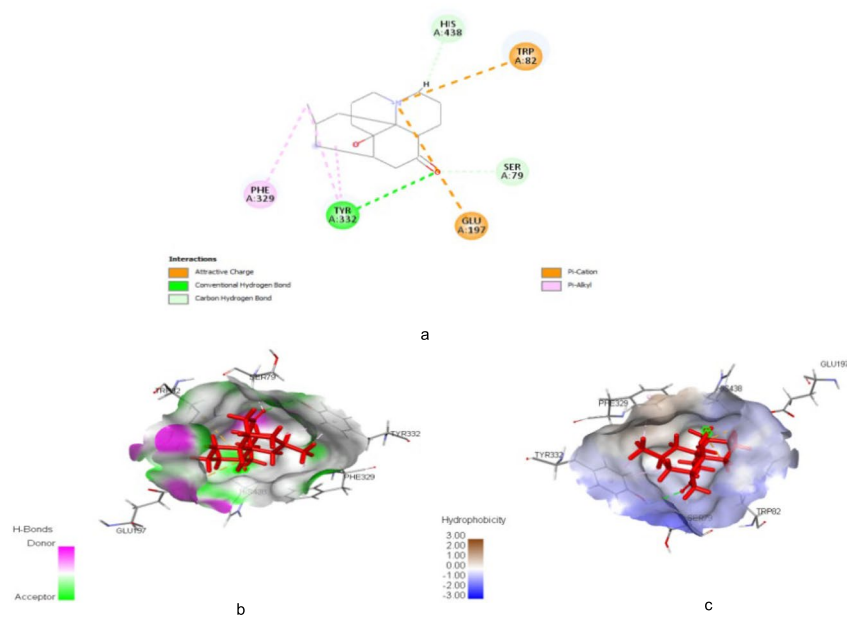 HIS
A:438
TRP
A:82
H
N
O
SER
A:79
O
PHE
A:329
TYR
A:332
GLU
A:197
Interactions
Attractive Charge
Conventional Hydrogen Bond
Carbon Hydrogen Bond
Pi-Cation
Pi-Alkyl
a
SER79
TYR332
PHE329
GLU197
H-Bonds
Donor
Acceptor
b
GLU197
PHE329
TYR332
TRP82
Hydrophobicity
3.00
2.00
1.00
0.00
-1.00
-2.00
-3.00
c